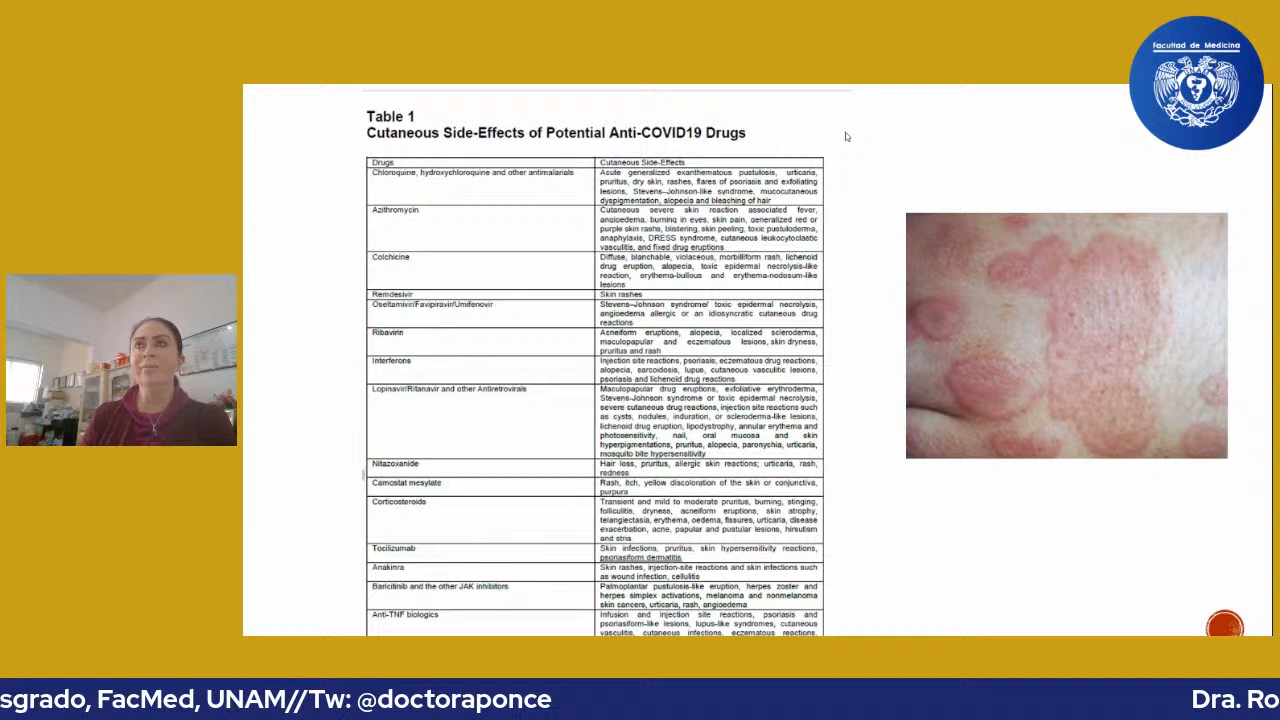 Facultad de Medicina
Table 1
Cutaneous Side-Effects of Potential Anti-COVID19 Drugs
Drugs
Cutaneous Side-Effects
Chloroquine, hydroxychloroquine and other antimalarials
Acute generalized exanthematous pustulosis, urticaria,
pruritus, dry skin, rashes, flares of psoriasis and exfoliating
lesions, Stevens–Johnson-like syndrome, mucocutaneous
dyspigmentation, alopecia and bleaching of hair
Azithromycin
Cutaneous severe skin reaction associated fever,
angioedema, burning in eyes, skin pain, generalized red or
purple skin rashs, blistering, skin peeling, toxic pustuloderma,
anaphylaxis, DRESS syndrome, cutaneous leukocytoclastic
vasculitis, and fixed drug eruptions
Colchicine
Diffuse, blanchable, violaceous, morbilliform rash, lichenoid
drug eruption, alopecia, toxic epidermal necrolysis-like
reaction, erythema-bullous and erythema-nodosum-like
lesions
Remdesivir
Skin rashes
Oseltamivir/Favipiravir/Umifenovir
Stevens–Johnson syndrome/ toxic epidermal necrolysis,
angioedema allergic or an idiosyncratic cutaneous drug
reactions
Ribavirin
Acneiform eruptions, alopecia, localized scleroderma,
maculopapular and eczematous lesions, skin dryness,
pruritus and rash
Interferons
Injection site reactions, psoriasis, eczematous drug reactions,
alopecia, sarcoidosis, lupus, cutaneous vasculitic lesions,
psoriasis and lichenoid drug reactions
Lopinavir/Ritanavir and other Antiretrovirals
Maculopapular drug eruptions, exfoliative erythroderma,
Stevens-Johnson syndrome or toxic epidermal necrolysis,
severe cutaneous drug reactions, injection site reactions such
as cysts, nodules, induration, or scleroderma-like lesions,
lichenoid drug eruption, lipodystrophy, annular erythema and
photosensitivity, nail, oral mucosa and skin
hyperpigmentations, pruritus, alopecia, paronychia, urticaria,
mosquito bite hypersensitivity
Nitazoxanide
Hair loss, pruritus, allergic skin reactions; urticaria, rash,
redness
Camostat mesylate
Rash, itch, yellow discoloration of the skin or conjunctiva,
purpura
Corticosteroids
Transient and mild to moderate pruritus, burning, stinging,
folliculitis, dryness, acneiform eruptions, skin atrophy,
telangiectasia, erythema, oedema, fissures, urticaria, disease
exacerbation, acne, papular and pustular lesions, hirsutism
and stria
Tocilizumab
Skin infections, pruritus, skin hypersensitivity reactions,
psoriasiform dermatitis
Anakinra
Skin rashes, injection-site reactions and skin infections such
as wound infection, cellulitis
Baricitinib and the other JAK inhibitors
Palmoplantar pustulosis-like eruption, herpes zoster and
herpes simplex activations, melanoma and nonmelanoma
skin cancers, urticaria, rash, angioedema
Anti-TNF biologics
Infusion and injection site reactions, psoriasis and
psoriasiform-like lesions, lupus-like syndromes, cutaneous
vasculitis, cutaneous infections, eczematous reactions,
sgrado, FacMed, UNAM//Tw: @doctoraponce
Dra. Ro